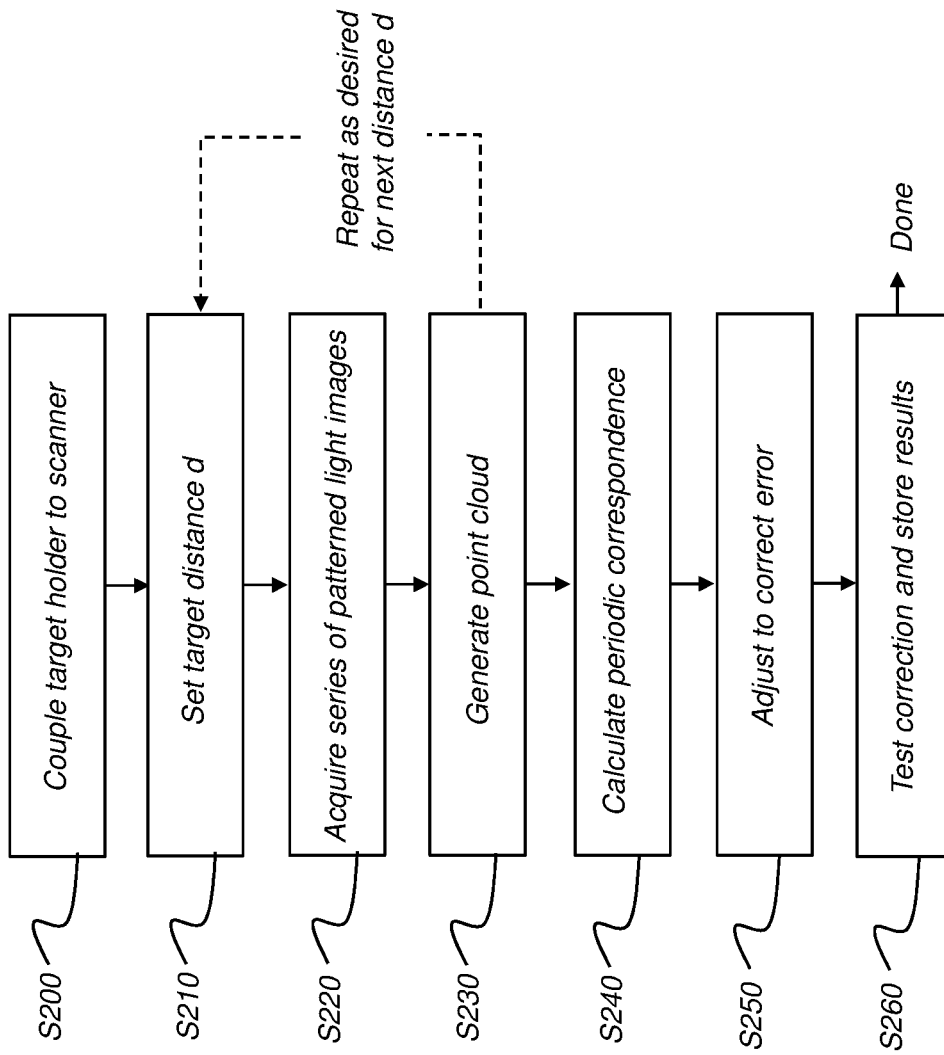 S200
Couple target holder to scanner
S210
Set target distance d
Repeat as desired
for next distance d
S220
Acquire series of patterned light images
S230
Generate point cloud
S240
Calculate periodic correspondence
S250
Adjust to correct error
S260
Test correction and store results
Done